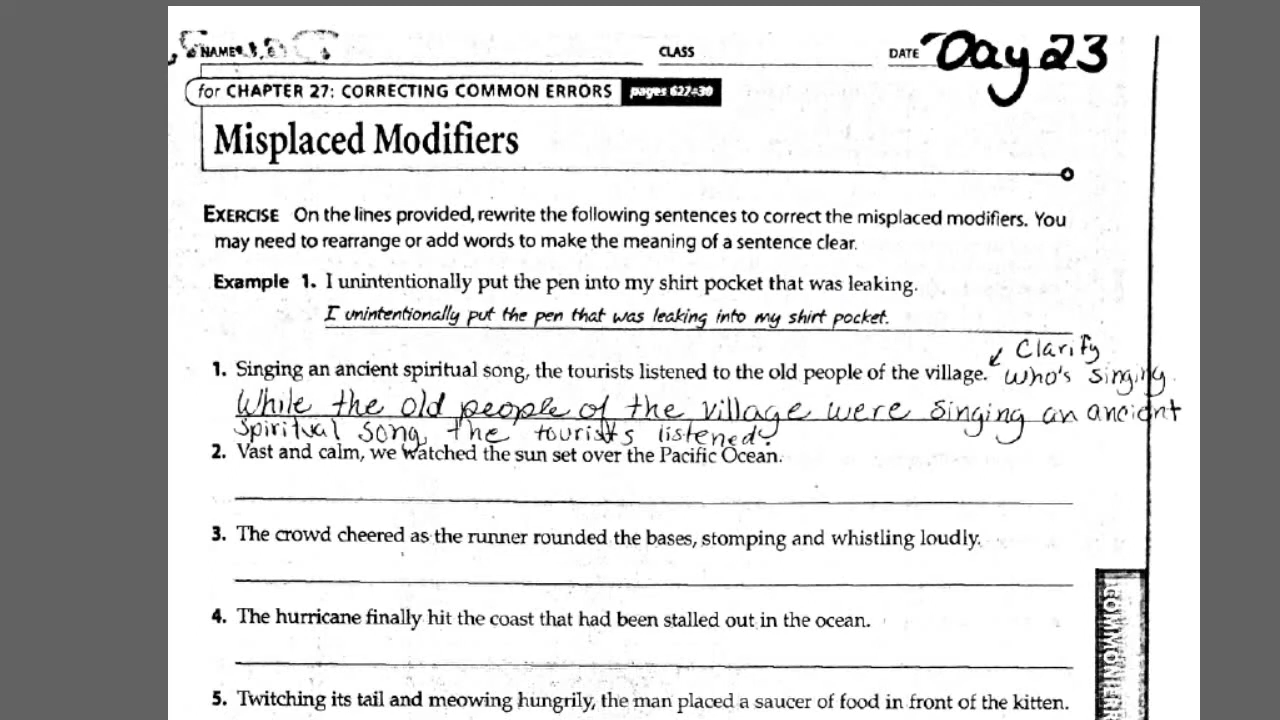 NAME CLASS DATE Day 23
for CHAPTER 27: CORRECTING COMMON ERRORS pages 627–30
Misplaced Modifiers
EXERCISE On the lines provided, rewrite the following sentences to correct the misplaced modifiers. You
may need to rearrange or add words to make the meaning of a sentence clear.
Example 1. I unintentionally put the pen into my shirt pocket that was leaking.
I unintentionally put the pen that was leaking into my shirt pocket.
Clarify
1. Singing an ancient spiritual song, the tourists listened to the old people of the village. who's singing
While the old people of the village were singing an ancient
spiritual song, the tourists listened.
2. Vast and calm, we watched the sun set over the Pacific Ocean.
3. The crowd cheered as the runner rounded the bases, stomping and whistling loudly.
4. The hurricane finally hit the coast that had been stalled out in the ocean.
5. Twitching its tail and meowing hungrily, the man placed a saucer of food in front of the kitten.